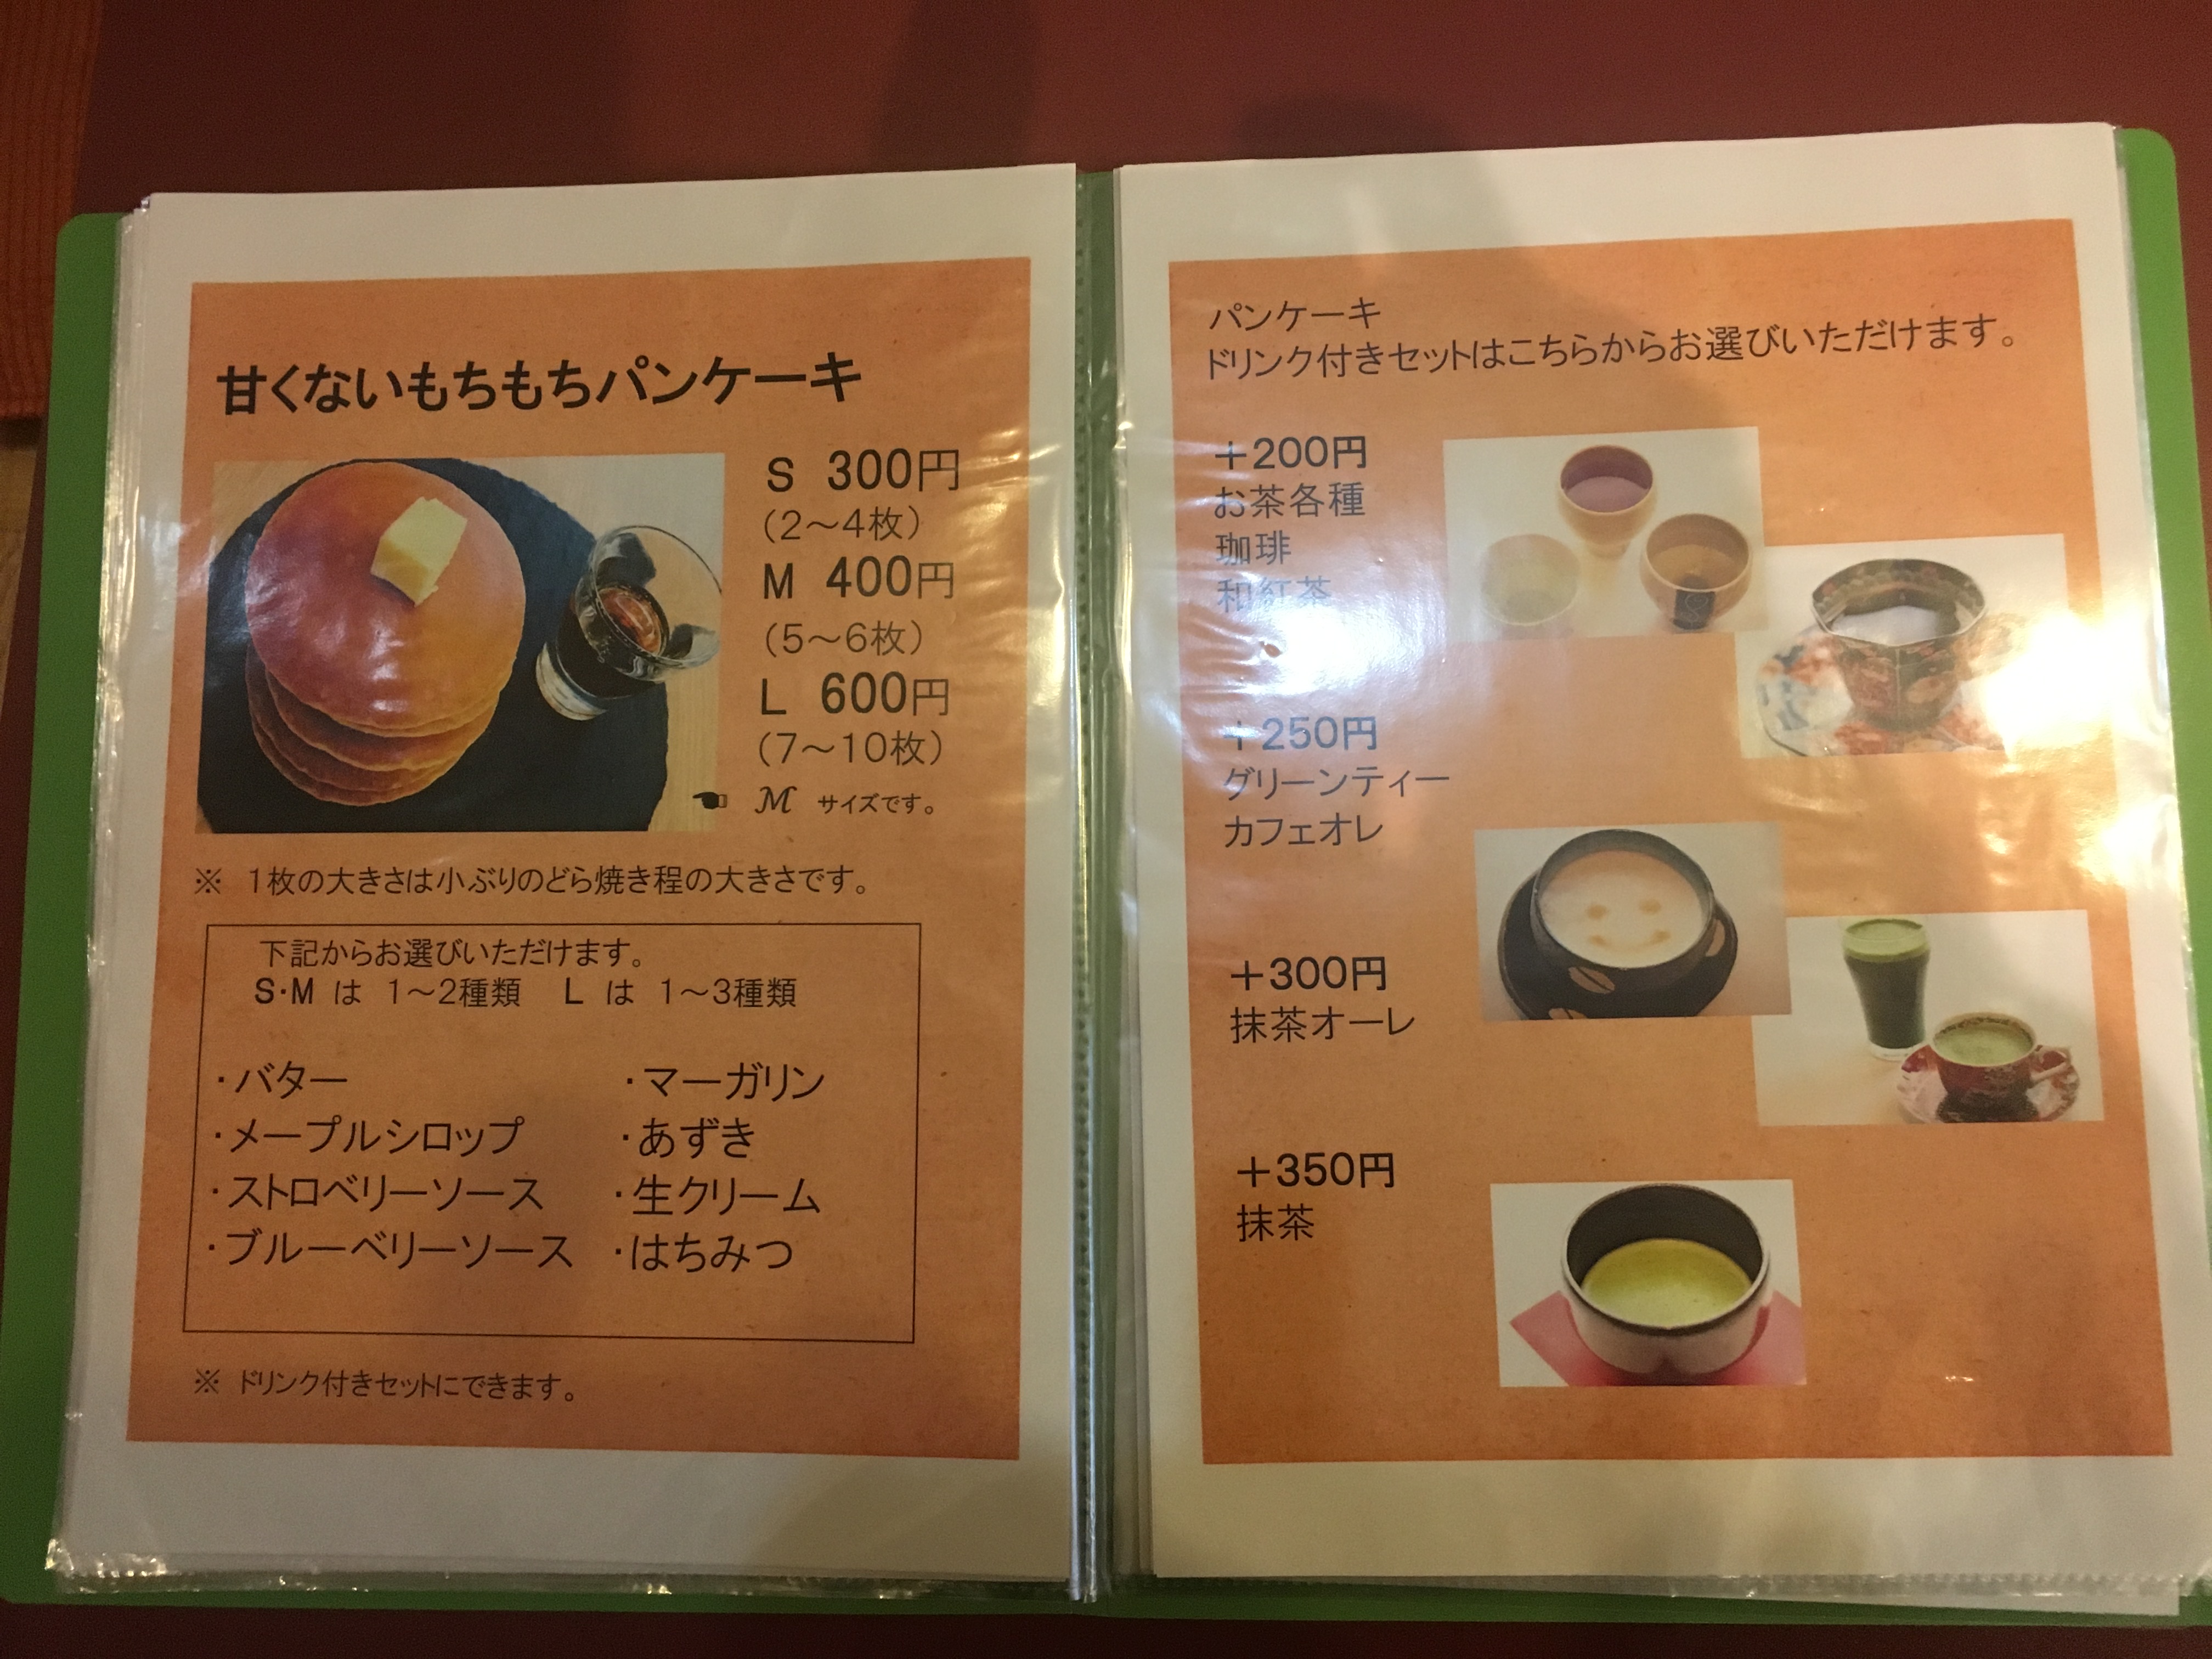 甘くないもちもちパンケーキ
S 300円
(2～4枚)
M 400円
(5～6枚)
L 600円
(7～10枚)
☚ M サイズです。
※ 1枚の大きさは小ぶりのどら焼き程の大きさです。
下記からお選びいただけます。
S・M は 1～2種類 L は 1～3種類
・バター ・マーガリン
・メープルシロップ ・あずき
・ストロベリーソース ・生クリーム
・ブルーベリーソース ・はちみつ
※ ドリンク付きセットにできます。
パンケーキ
ドリンク付きセットはこちらからお選びいただけます。
＋200円
お茶各種
珈琲
和紅茶
＋250円
グリーンティー
カフェオレ
＋300円
抹茶オーレ
＋350円
抹茶